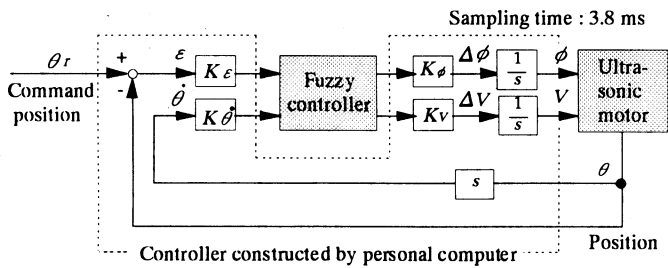 Sampling time : 3.8 ms
θr
+
-
ε
Kε
Fuzzy
controller
Kϕ
Δϕ
1/s
ϕ
Ultra-
sonic
motor
Command
position
θ̇
Kθ̇
KV
ΔV
1/s
V
s
θ
Position
Controller constructed by personal computer